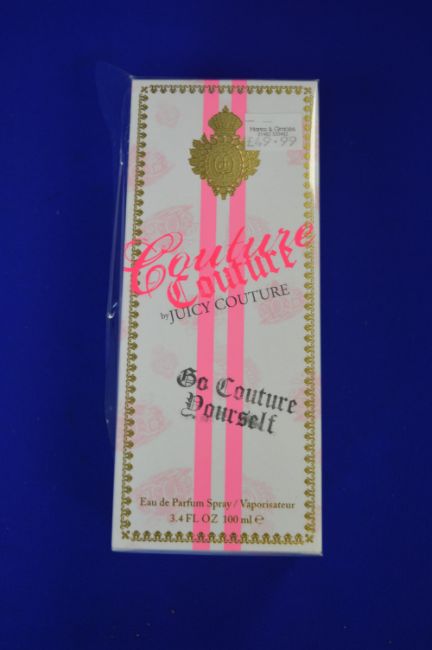 £49.99
Couture
Couture
by JUICY COUTURE
Go Couture
Yourself
Eau de Parfum Spray / Vaporisateur
3.4 FL OZ 100 ml ℮